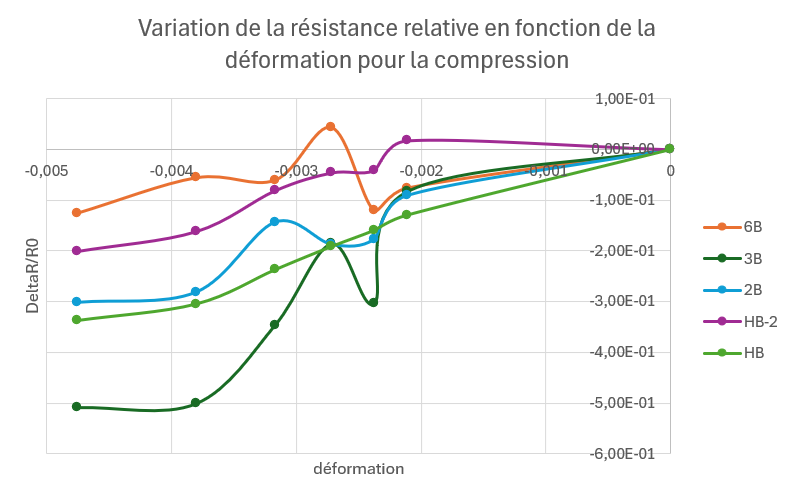 Variation de la résistance relative en fonction de la
déformation pour la compression
1,00E-01
0,00E+00
-0,005 -0,004 -0,003 -0,002 -0,001 0
-1,00E-01
-2,00E-01
-3,00E-01
-4,00E-01
-5,00E-01
-6,00E-01
DeltaR/R0
déformation
6B
3B
2B
HB-2
HB